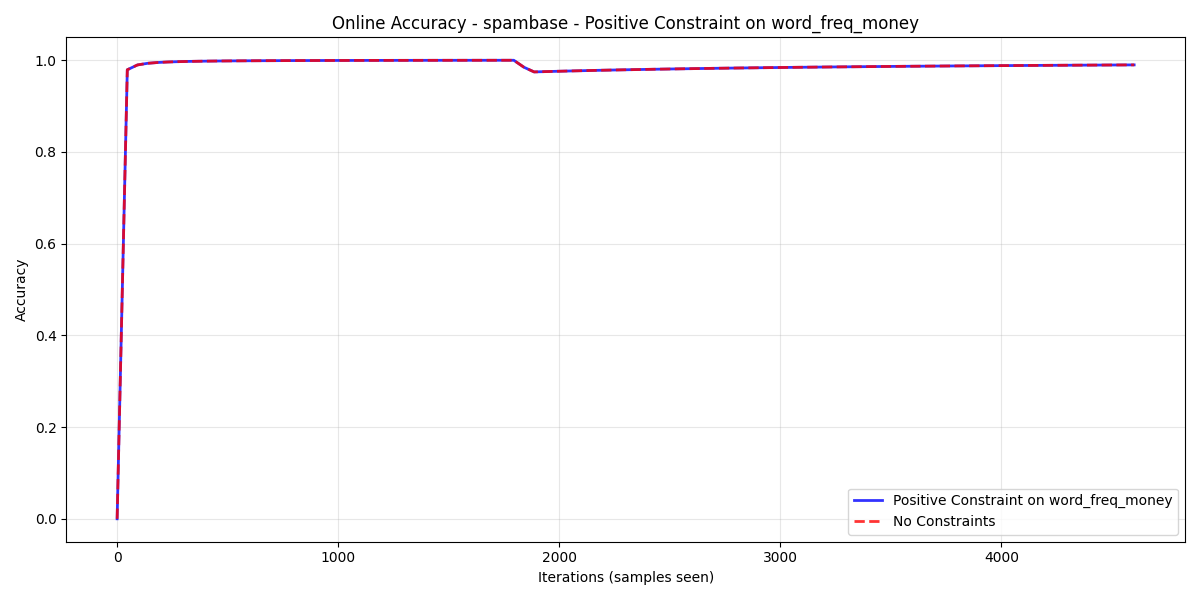 Online Accuracy - spambase - Positive Constraint on word_freq_money
1.0
0.8
0.6
0.4
0.2
0.0
Accuracy
0 1000 2000 3000 4000
Iterations (samples seen)
Positive Constraint on word_freq_money
No Constraints